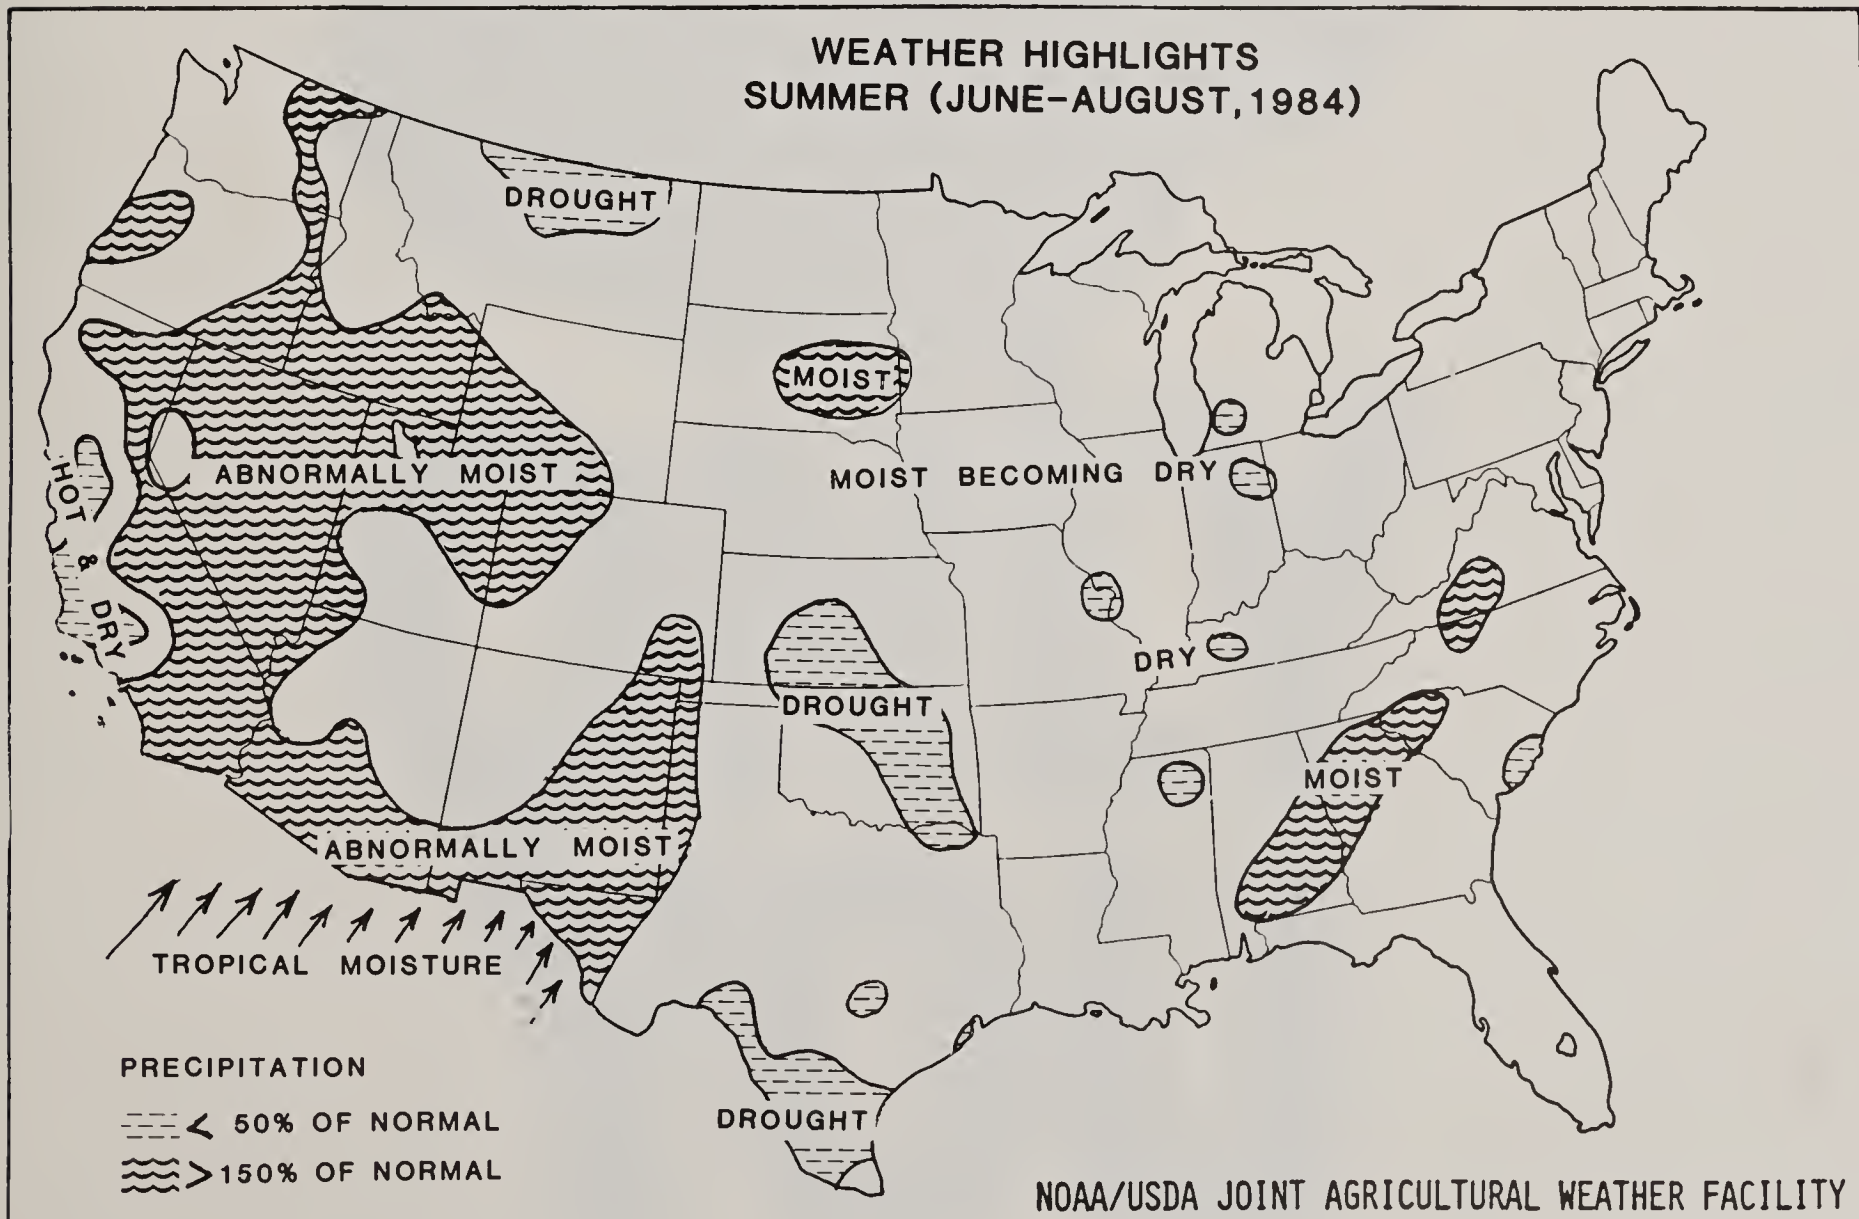 WEATHER HIGHLIGHTS
SUMMER (JUNE-AUGUST, 1984)
DROUGHT
MOIST
ABNORMALLY MOIST
MOIST BECOMING DRY
HOT & DRY
DRY
DROUGHT
MOIST
ABNORMALLY MOIST
TROPICAL MOISTURE
PRECIPITATION
< 50% OF NORMAL
> 150% OF NORMAL
DROUGHT
NOAA/USDA JOINT AGRICULTURAL WEATHER FACILITY